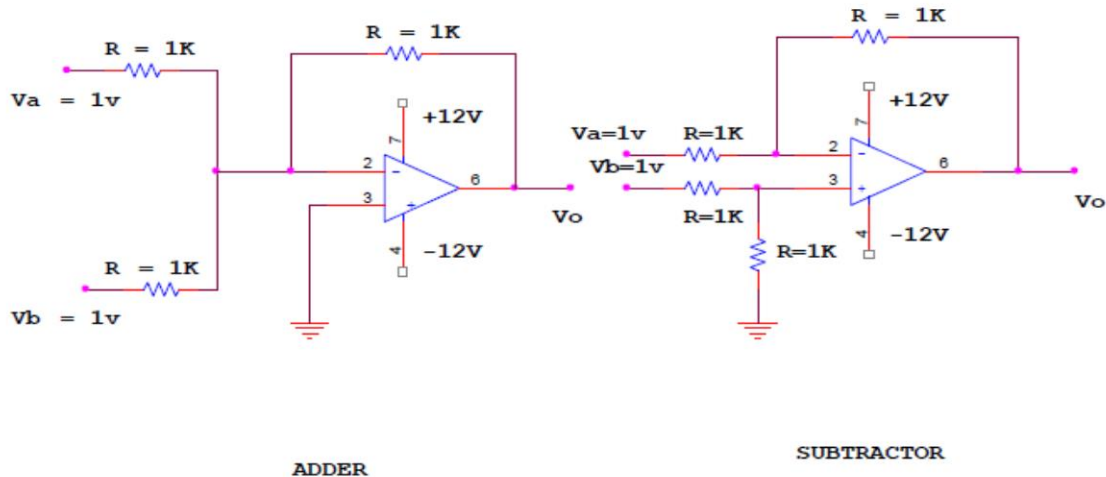 R = 1K
R = 1K
Va = 1v
+12V
7
2
-
6
3
+
Vo
4
-12V
R = 1K
Vb = 1v
ADDER
R = 1K
+12V
7
Va=1v
R=1K
2
-
6
Vb=1v
3
+
R=1K
Vo
4
-12V
R=1K
SUBTRACTOR